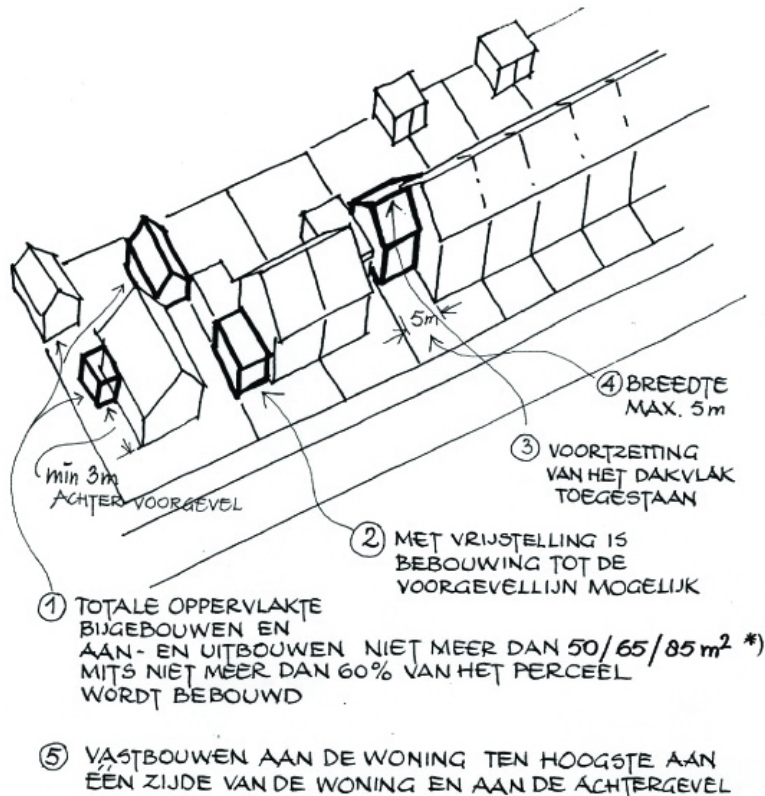 5m
④ BREEDTE
MAX. 5m
③ VOORTZETTING
VAN HET DAKVLAK
TOEGESTAAN
min 3m
ACHTER VOORGEVEL
② MET VRIJSTELLING IS
BEBOUWING TOT DE
VOORGEVELLIJN MOGELIJK
① TOTALE OPPERVLAKTE
BIJGEBOUWEN EN
AAN- EN UITBOUWEN NIET MEER DAN 50/65/85 m² *)
MITS NIET MEER DAN 60% VAN HET PERCEEL
WORDT BEBOUWD
⑤ VASTBOUWEN AAN DE WONING TEN HOOGSTE AAN
ÉÉN ZIJDE VAN DE WONING EN AAN DE ACHTERGEVEL